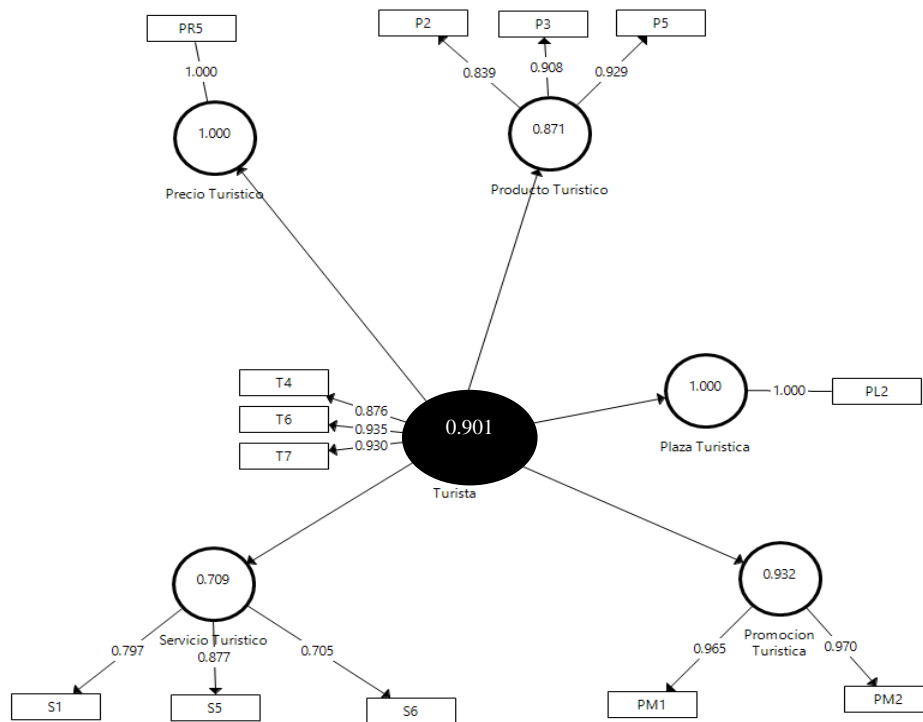 PR5
P2
P3
P5
1.000
0.839
0.908
0.929
1.000
0.871
Precio Turistico
Producto Turistico
T4
0.876
T6
0.935
T7
0.930
0.901
Turista
1.000
1.000
PL2
Plaza Turistica
0.709
Servicio Turistico
0.932
Promocion
Turistica
0.797
0.877
0.705
0.965
0.970
S1
S5
S6
PM1
PM2